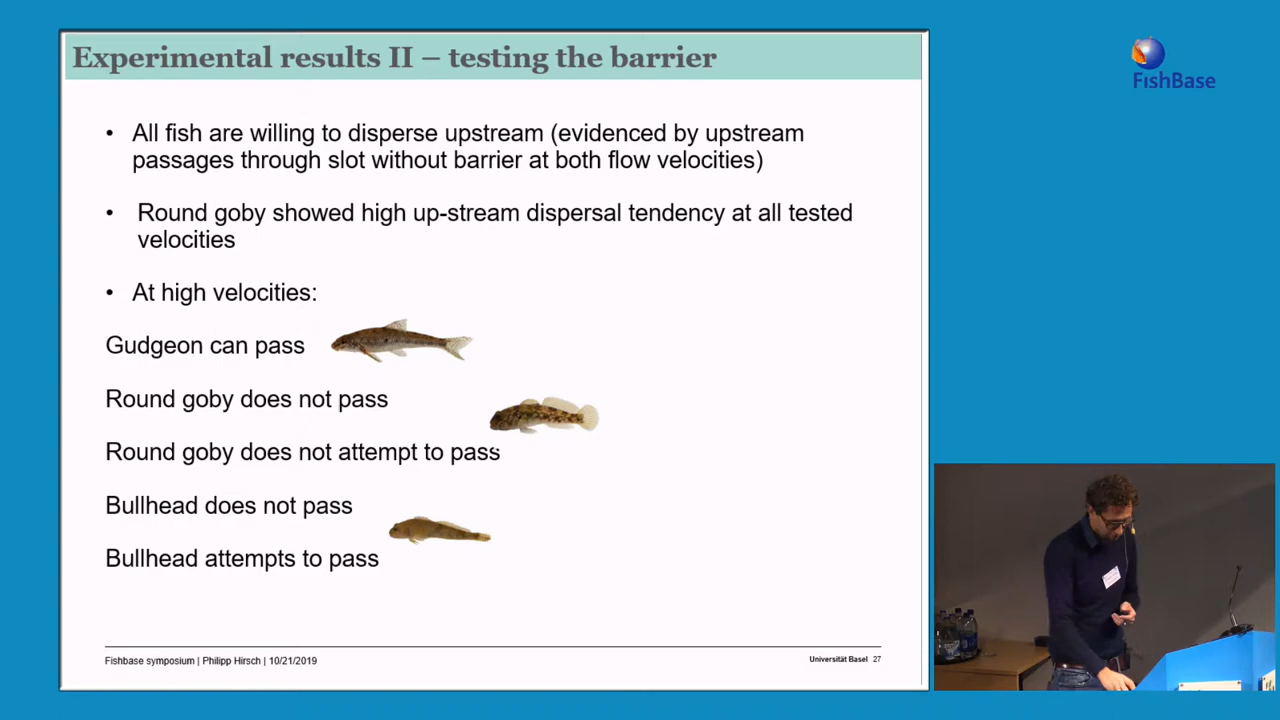 Experimental results II – testing the barrier
FishBase
• All fish are willing to disperse upstream (evidenced by upstream
passages through slot without barrier at both flow velocities)
• Round goby showed high up-stream dispersal tendency at all tested
velocities
• At high velocities:
Gudgeon can pass
Round goby does not pass
Round goby does not attempt to pass
Bullhead does not pass
Bullhead attempts to pass
Fishbase symposium | Philipp Hirsch | 10/21/2019
Universität Basel 27